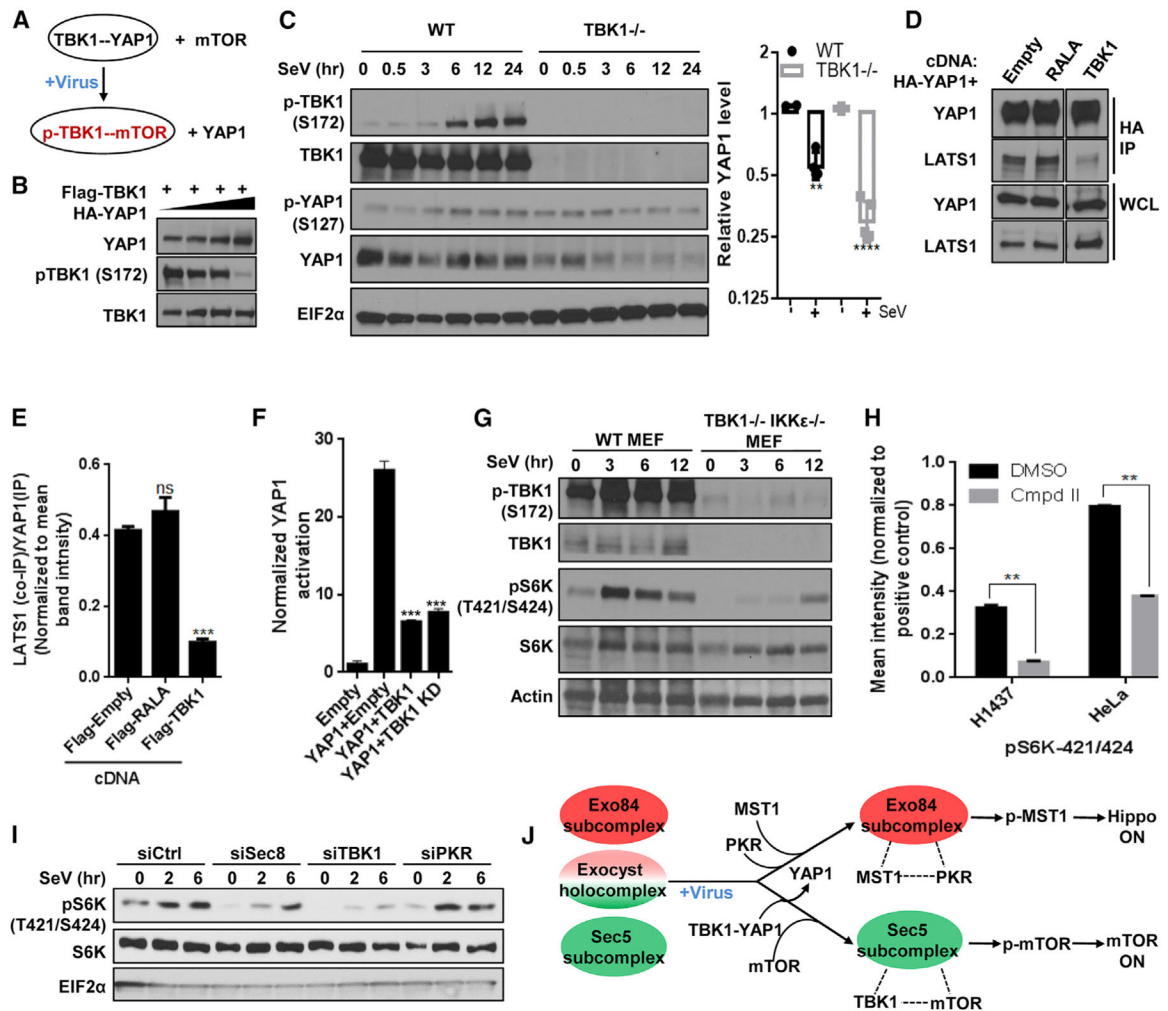 A
TBK1--YAP1 + mTOR
+Virus
p-TBK1--mTOR + YAP1
B
Flag-TBK1 + + + +
HA-YAP1
YAP1
pTBK1 (S172)
TBK1
C
WT TBK1-/-
SeV (hr) 0 0.5 3 6 12 24 0 0.5 3 6 12 24
p-TBK1
(S172)
TBK1
p-YAP1
(S127)
YAP1
EIF2α
Relative YAP1 level
2
1
0.5
0.25
0.125
WT
TBK1-/-
**
****
- + - + SeV
D
cDNA:
HA-YAP1+
Empty
RALA
TBK1
YAP1
LATS1
HA
IP
YAP1
LATS1
WCL
E
LATS1 (co-IP)/YAP1(IP)
(Normalized to mean
band intnsity)
0.6
0.4
0.2
0.0
ns
***
Flag-Empty
Flag-RALA
Flag-TBK1
cDNA
F
Normalized YAP1
activation
30
20
10
0
*** ***
Empty
YAP1+Empty
YAP1+TBK1
YAP1+TBK1 KD
G
WT MEF
TBK1-/- IKKε-/-
MEF
SeV (hr) 0 3 6 12 0 3 6 12
p-TBK1
(S172)
TBK1
pS6K
(T421/S424)
S6K
Actin
H
Mean intensity (normalized to
positive control)
1.0
0.8
0.6
0.4
0.2
0.0
DMSO
Cmpd II
**
**
H1437
HeLa
pS6K-421/424
I
siCtrl siSec8 siTBK1 siPKR
SeV (hr) 0 2 6 0 2 6 0 2 6 0 2 6
pS6K
(T421/S424)
S6K
EIF2α
J
Exo84
subcomplex
Exocyst
holocomplex
Sec5
subcomplex
+Virus
MST1
PKR
YAP1
TBK1-YAP1
mTOR
Exo84
subcomplex
MST1 PKR
p-MST1
Hippo
ON
Sec5
subcomplex
TBK1 mTOR
p-mTOR
mTOR
ON